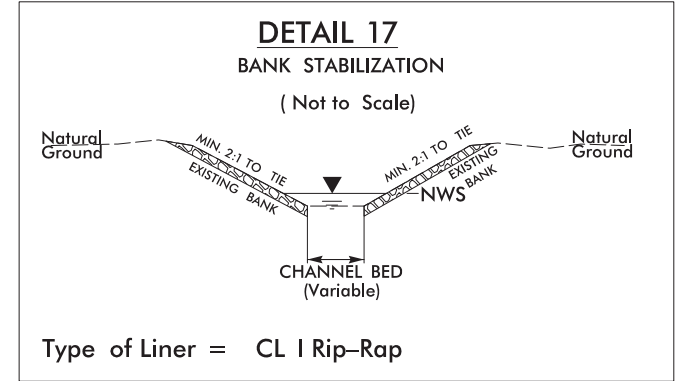 DETAIL 17
BANK STABILIZATION
( Not to Scale)
Natural
Ground
MIN. 2:1 TO TIE
EXISTING BANK
MIN. 2:1 TO TIE
EXISTING
BANK
Natural
Ground
NWS
CHANNEL BED
(Variable)
Type of Liner = CL I Rip-Rap